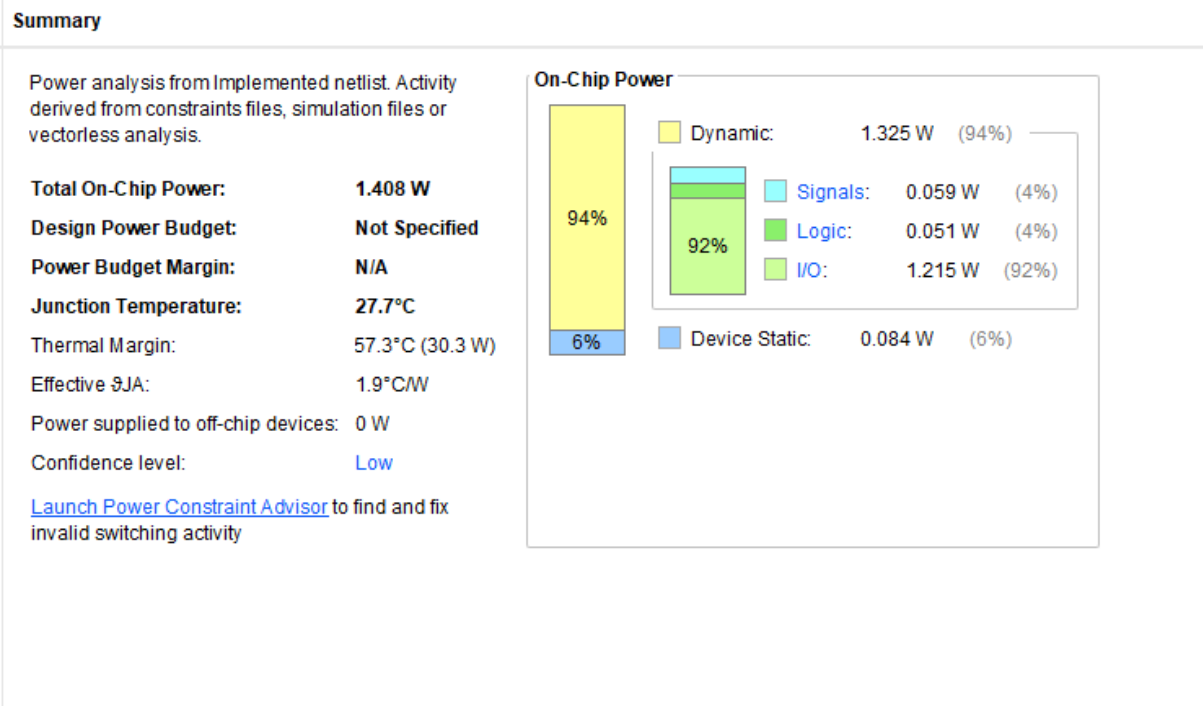 Summary
Power analysis from Implemented netlist. Activity
derived from constraints files, simulation files or
vectorless analysis.
Total On-Chip Power: 1.408 W
Design Power Budget: Not Specified
Power Budget Margin: N/A
Junction Temperature: 27.7°C
Thermal Margin: 57.3°C (30.3 W)
Effective ϑJA: 1.9°C/W
Power supplied to off-chip devices: 0 W
Confidence level: Low
Launch Power Constraint Advisor to find and fix
invalid switching activity
On-Chip Power
94%
6%
Dynamic: 1.325 W (94%)
92%
Signals: 0.059 W (4%)
Logic: 0.051 W (4%)
I/O: 1.215 W (92%)
Device Static: 0.084 W (6%)